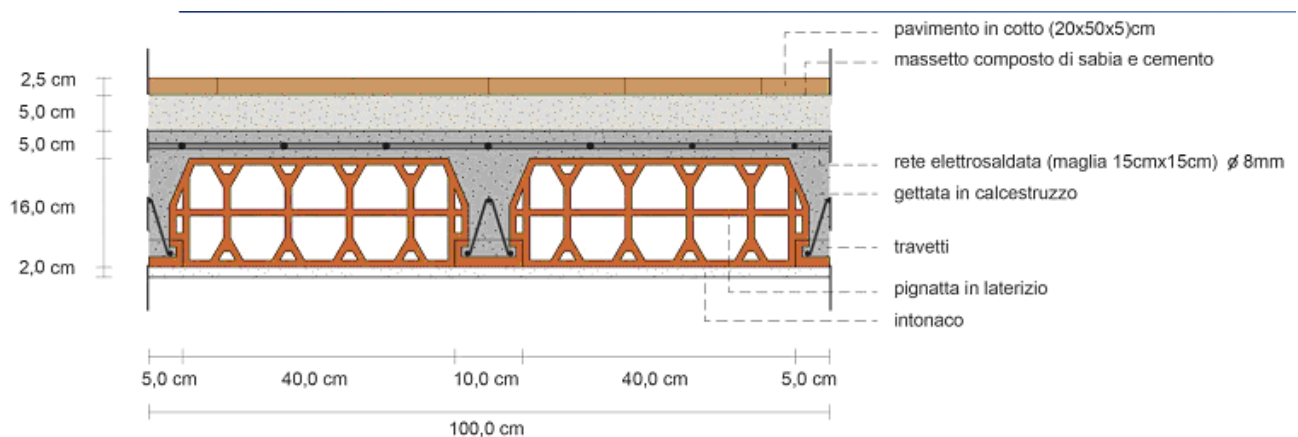 pavimento in cotto (20x50x5)cm
massetto composto di sabia e cemento
2,5 cm
5,0 cm
5,0 cm
rete elettrosaldata (maglia 15cmx15cm) ø 8mm
gettata in calcestruzzo
16,0 cm
travetti
2,0 cm
pignatta in laterizio
intonaco
5,0 cm 40,0 cm 10,0 cm 40,0 cm 5,0 cm
100,0 cm